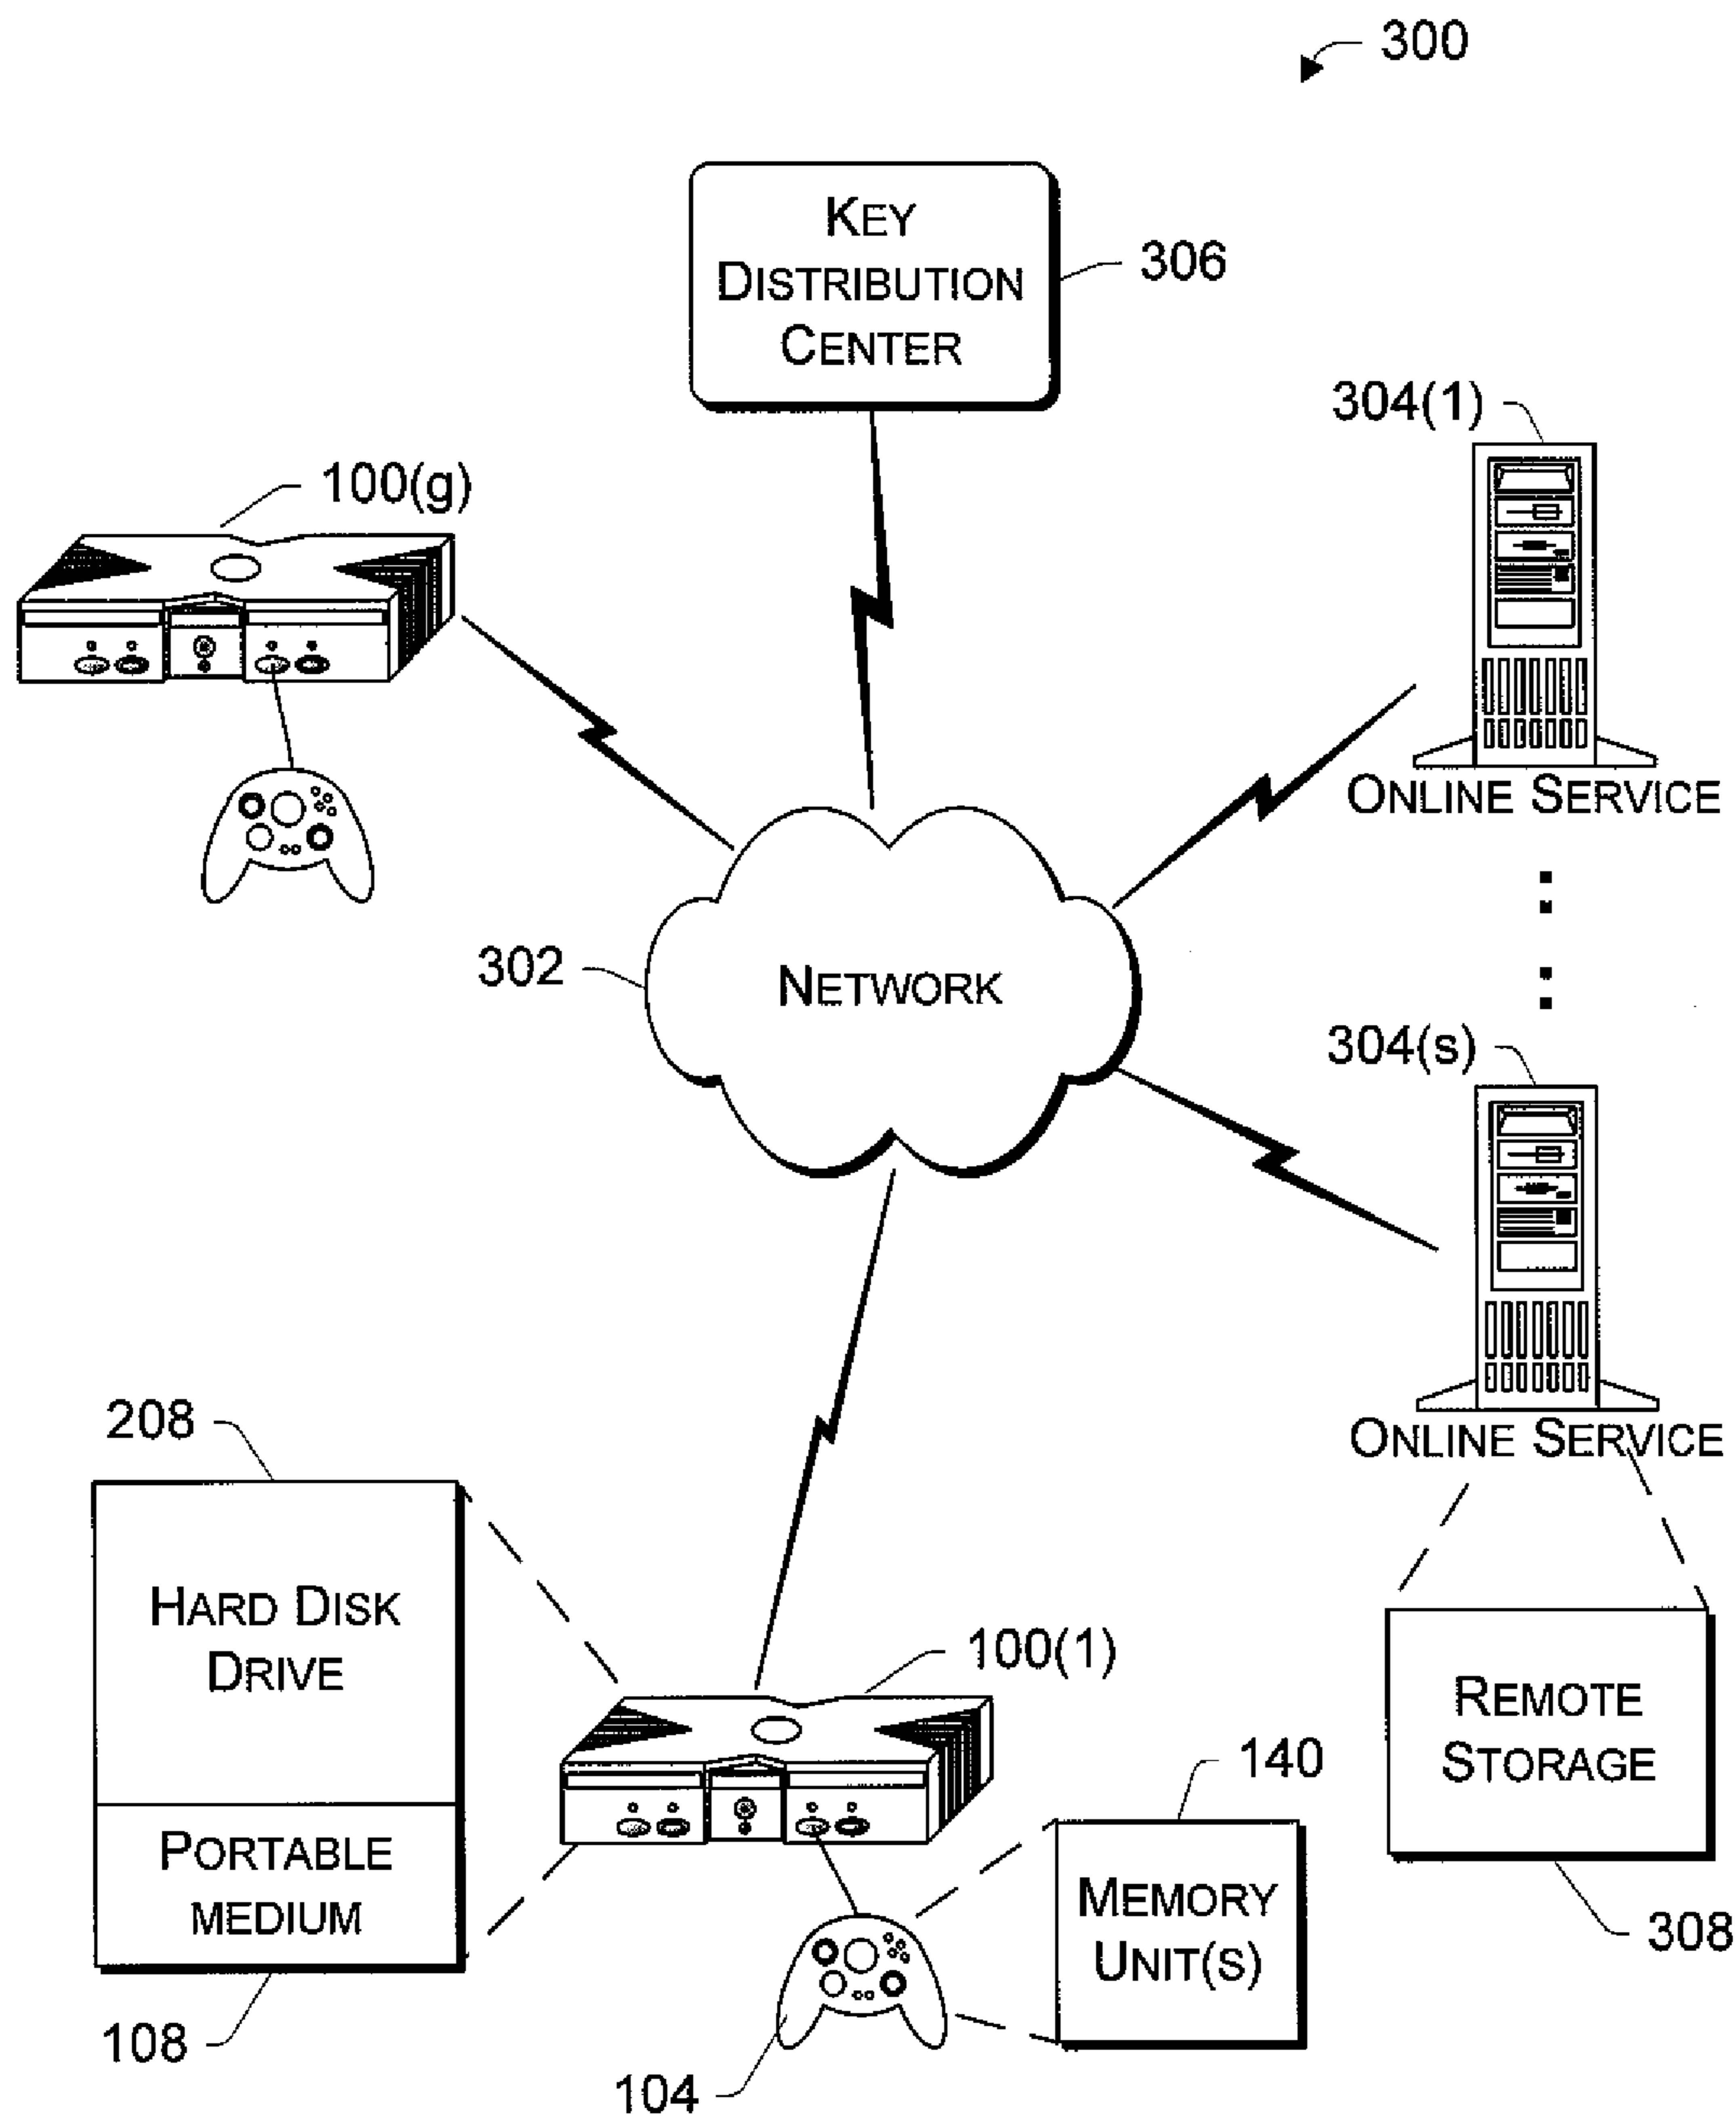 300
KEY
DISTRIBUTION
CENTER
306
304(1)
100(g)
ONLINE SERVICE
302
NETWORK
304(s)
ONLINE SERVICE
208
HARD DISK
DRIVE
PORTABLE
MEDIUM
108
100(1)
104
140
MEMORY
UNIT(S)
REMOTE
STORAGE
308